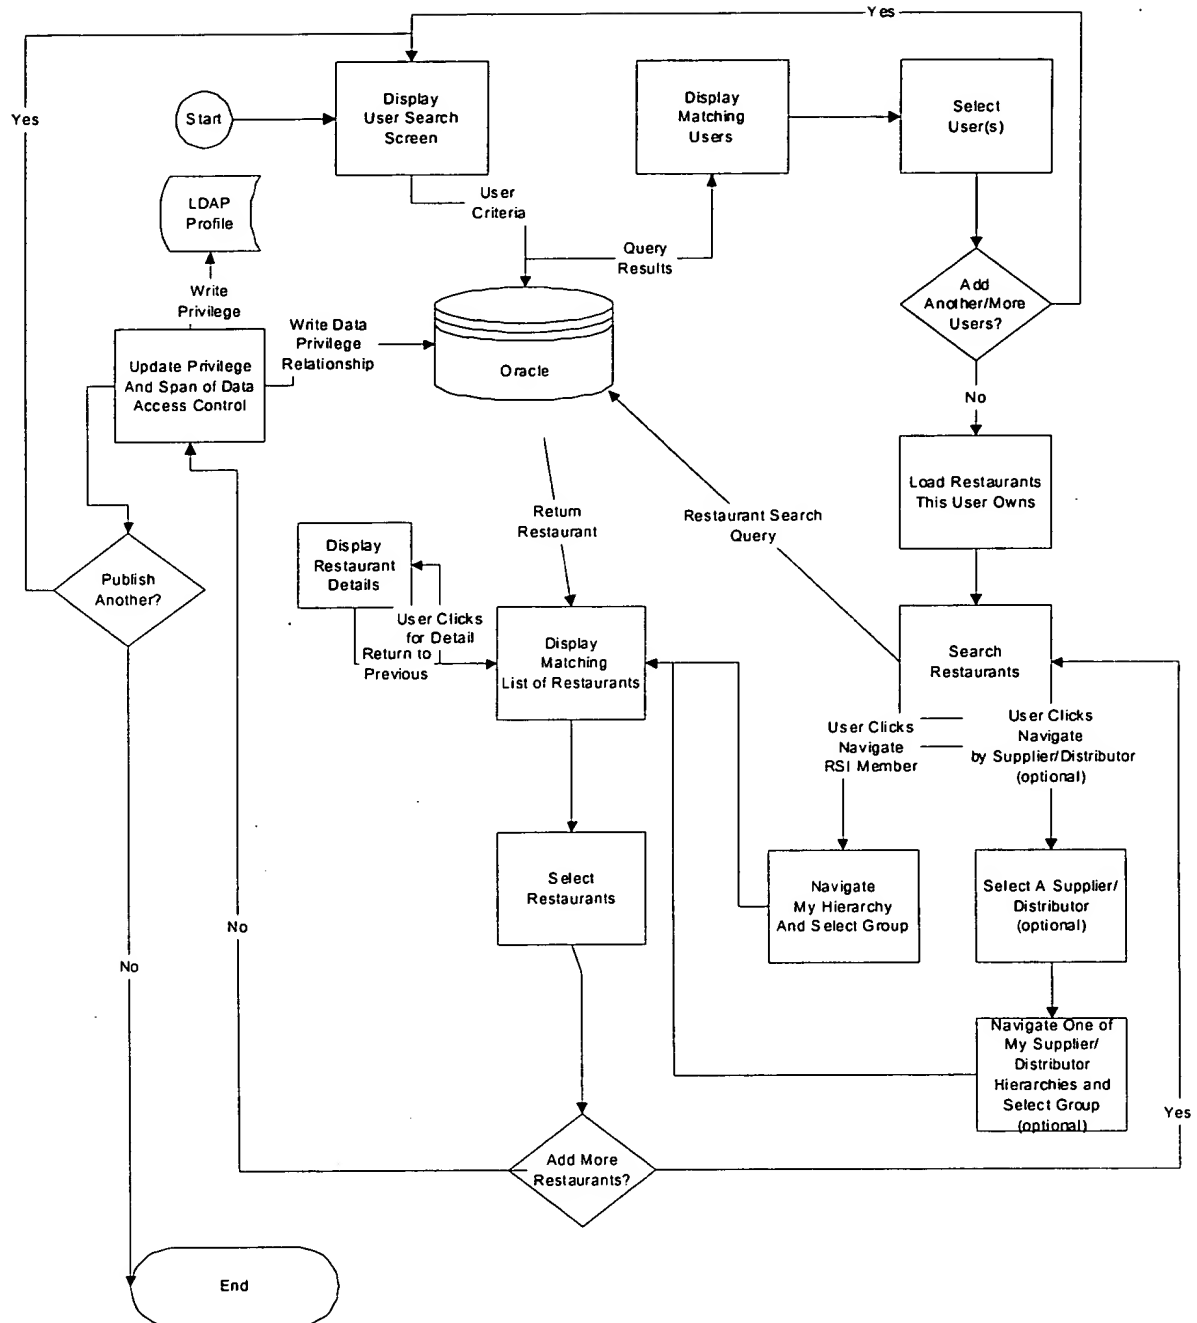 Yes
Yes
Start
Display
User Search
Screen
Display
Matching
Users
Select
User(s)
LDAP
Profile
User
Criteria
Query
Results
Add
Another/More
Users?
Write
Privilege
Write Data
Privilege
Relationship
Update Privilege
And Span of Data
Access Control
Oracle
No
Load Restaurants
This User Owns
Return
Restaurant
Restaurant Search
Query
Display
Restaurant
Details
Publish
Another?
User Clicks
for Detail
Return to
Previous
Display
Matching
List of Restaurants
Search
Restaurants
User Clicks
Navigate
RSI Member
User Clicks
Navigate
by Supplier/Distributor
(optional)
Select
Restaurants
Navigate
My Hierarchy
And Select Group
Select A Supplier/
Distributor
(optional)
No
No
Navigate One of
My Supplier/
Distributor
Hierarchies and
Select Group
(optional)
Yes
Add More
Restaurants?
End